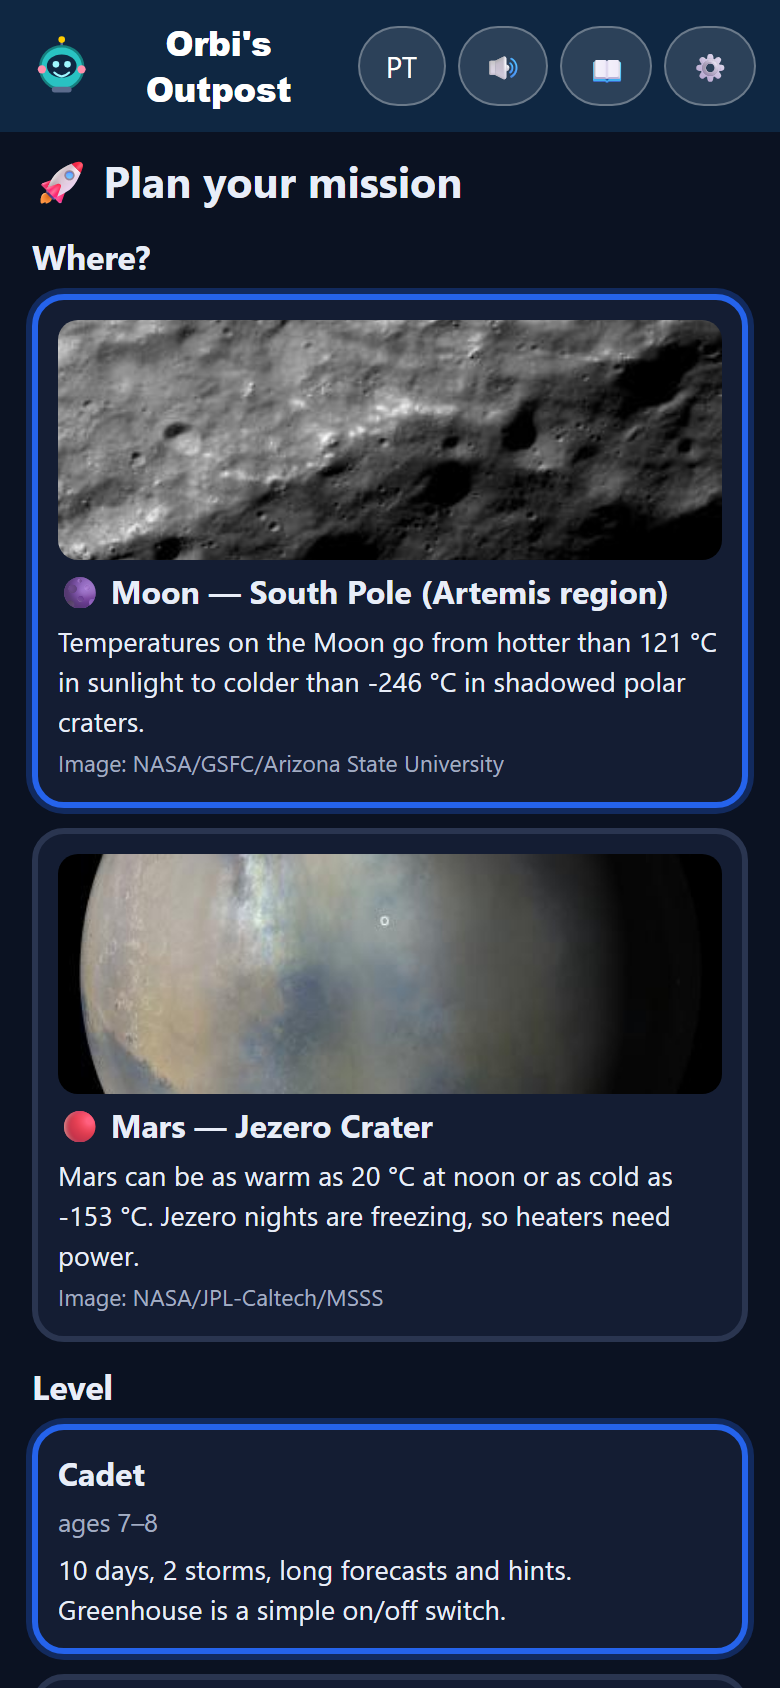 Orbi's
Outpost
PT
Plan your mission
Where?
Moon — South Pole (Artemis region)
Temperatures on the Moon go from hotter than 121 °C
in sunlight to colder than -246 °C in shadowed polar
craters.
Image: NASA/GSFC/Arizona State University
Mars — Jezero Crater
Mars can be as warm as 20 °C at noon or as cold as
-153 °C. Jezero nights are freezing, so heaters need
power.
Image: NASA/JPL-Caltech/MSSS
Level
Cadet
ages 7–8
10 days, 2 storms, long forecasts and hints.
Greenhouse is a simple on/off switch.